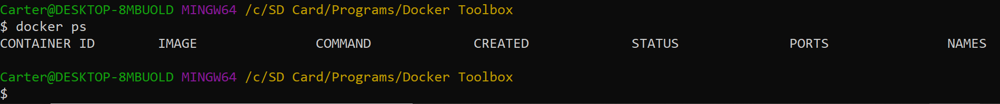 Carter@DESKTOP-8MBUOLD MINGW64 /c/SD Card/Programs/Docker Toolbox
$ docker ps
CONTAINER ID        IMAGE               COMMAND             CREATED             STATUS              PORTS               NAMES
Carter@DESKTOP-8MBUOLD MINGW64 /c/SD Card/Programs/Docker Toolbox
$